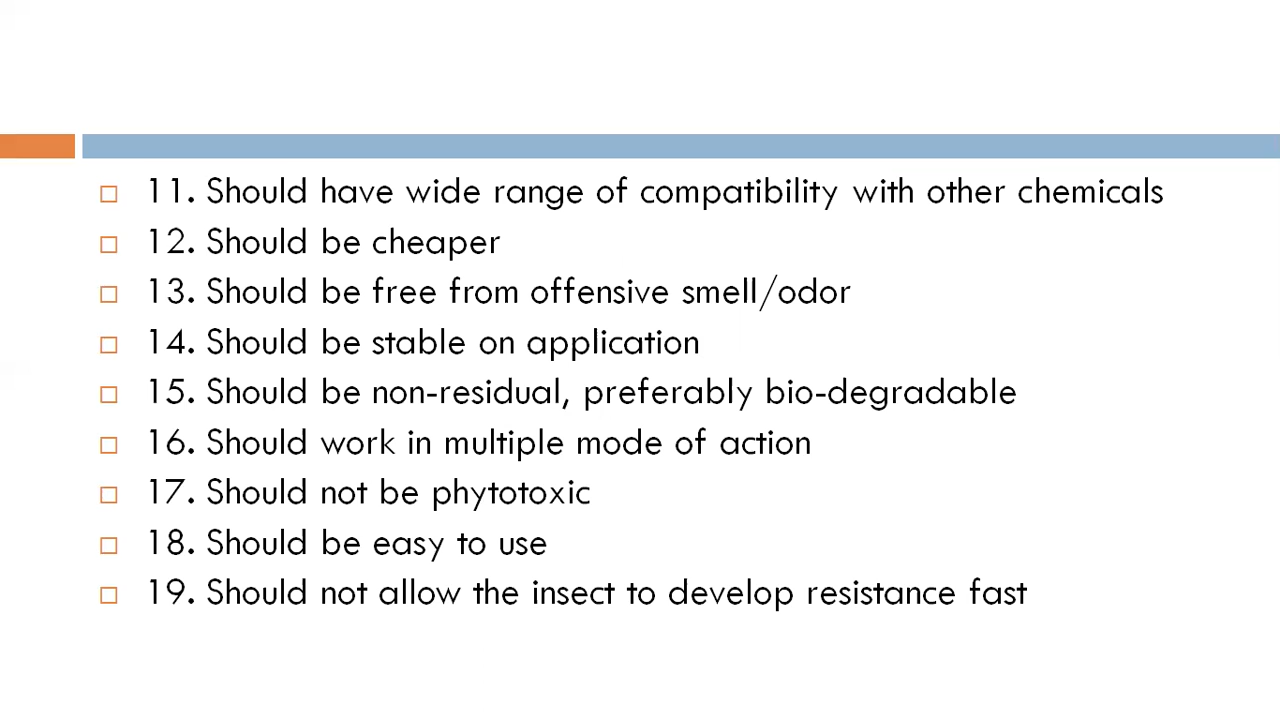 11. Should have wide range of compatibility with other chemicals
12. Should be cheaper
13. Should be free from offensive smell/odor
14. Should be stable on application
15. Should be non-residual, preferably bio-degradable
16. Should work in multiple mode of action
17. Should not be phytotoxic
18. Should be easy to use
19. Should not allow the insect to develop resistance fast